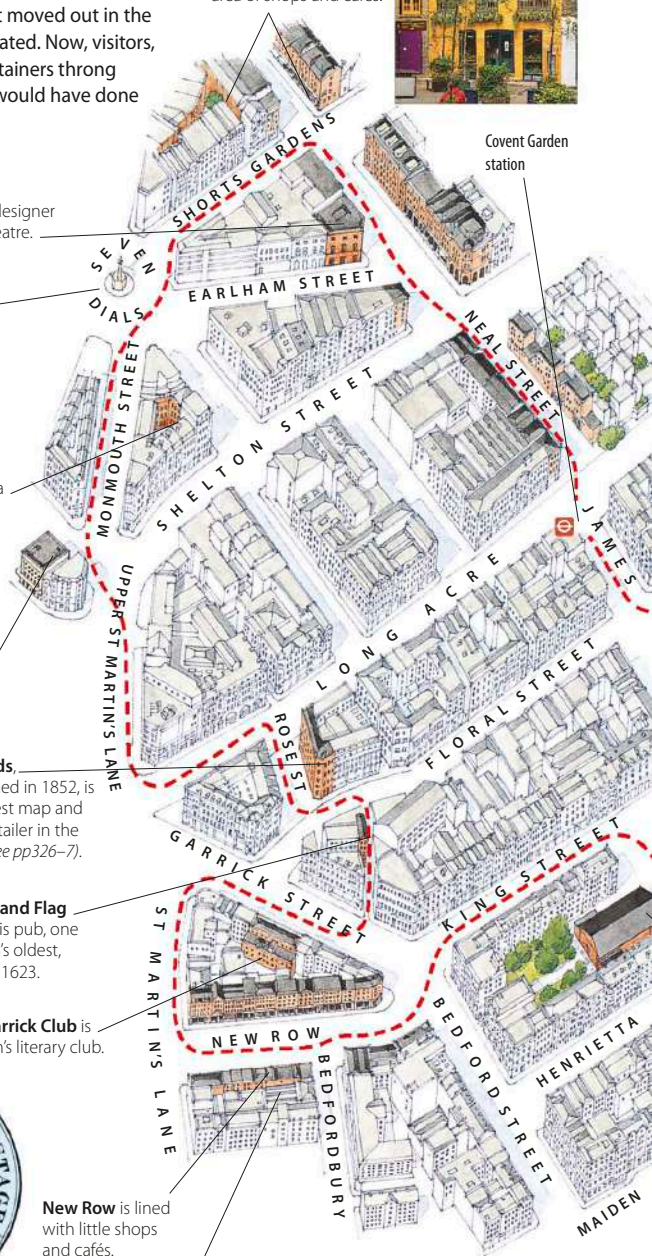 t moved out in the
ated. Now, visitors,
tainers throng
would have done
area of shops and cafés.
Covent Garden
station
designer
eatre.
SHORTS GARDENS
SEVEN
DIALS
EARLHAM STREET
NEAL STREET
MONMOUTH STREET
SHELTON STREET
a
JAMES
UPPER ST MARTIN'S LANE
LONG ACRE
FLORAL STREET
ROSE ST
ds,
ed in 1852, is
est map and
tailer in the
ee pp326–7).
GARRICK STREET
KING STREET
and Flag
is pub, one
's oldest,
1623.
ST MARTIN'S LANE
arrick Club is
n's literary club.
NEW ROW
BEDFORDBURY
BEDFORD STREET
HENRIETTA
MAIDEN
New Row is lined
with little shops
and cafés.
STAGE